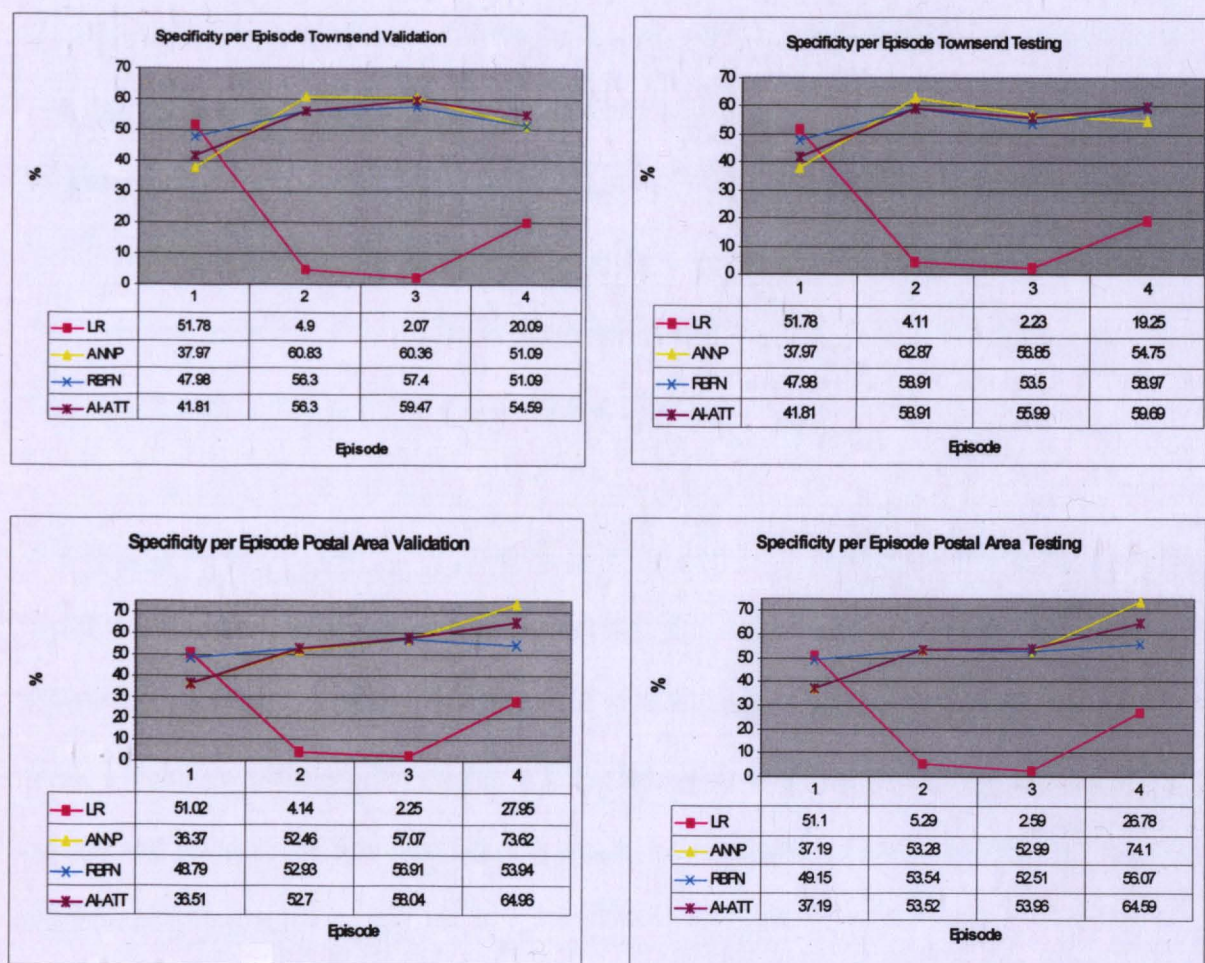 Specificity per Episode Townsend Validation
%
70
60
50
40
30
20
10
0
1 2 3 4
LR 51.78 4.9 2.07 20.09
ANNP 37.97 60.83 60.36 51.09
RBFN 47.98 56.3 57.4 51.09
AI-ATT 41.81 56.3 59.47 54.59
Episode
Specificity per Episode Townsend Testing
%
70
60
50
40
30
20
10
0
1 2 3 4
LR 51.78 4.11 2.23 19.25
ANNP 37.97 62.87 56.85 54.75
RBFN 47.98 58.91 53.5 58.97
AI-ATT 41.81 58.91 55.99 59.69
Episode
Specificity per Episode Postal Area Validation
%
70
60
50
40
30
20
10
0
1 2 3 4
LR 51.02 4.14 2.25 27.95
ANNP 36.37 52.46 57.07 73.62
RBFN 48.79 52.93 56.91 53.94
AI-ATT 36.51 52.7 58.04 64.96
Episode
Specificity per Episode Postal Area Testing
%
70
60
50
40
30
20
10
0
1 2 3 4
LR 51.1 5.29 2.59 26.78
ANNP 37.19 53.28 52.99 74.1
RBFN 49.15 53.54 52.51 56.07
AI-ATT 37.19 53.52 53.96 64.59
Episode